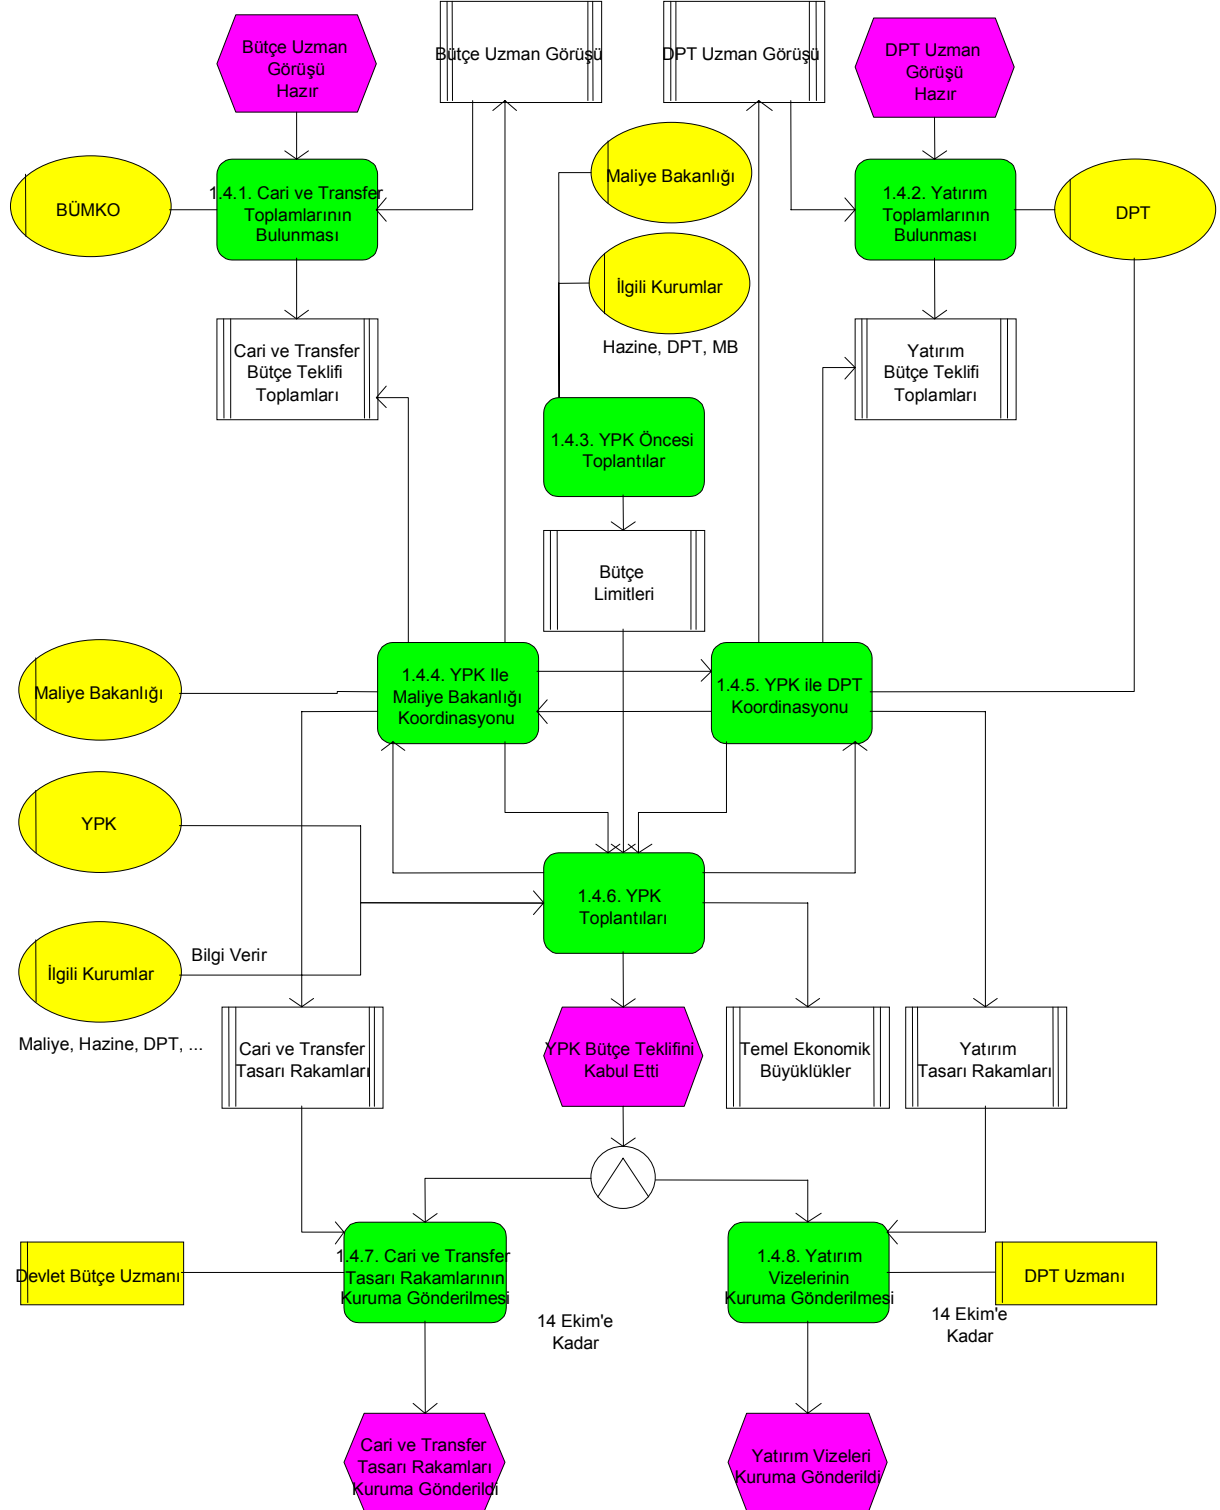 Bütçe Uzman
Görüşü
Hazır
Bütçe Uzman Görüşü
DPT Uzman Görüşü
DPT Uzman
Görüşü
Hazır
BÜMKO
1.4.1. Cari ve Transfer
Toplamlarının
Bulunması
Maliye Bakanlığı
1.4.2. Yatırım
Toplamlarının
Bulunması
DPT
İlgili Kurumlar
Hazine, DPT, MB
Cari ve Transfer
Bütçe Teklifi
Toplamları
Yatırım
Bütçe Teklifi
Toplamları
1.4.3. YPK Öncesi
Toplantılar
Bütçe
Limitleri
Maliye Bakanlığı
1.4.4. YPK Ile
Maliye Bakanlığı
Koordinasyonu
1.4.5. YPK ile DPT
Koordinasyonu
YPK
1.4.6. YPK
Toplantıları
İlgili Kurumlar
Bilgi Verir
Maliye, Hazine, DPT, ...
Cari ve Transfer
Tasarı Rakamları
YPK Bütçe Teklifini
Kabul Etti
Temel Ekonomik
Büyüklükler
Yatırım
Tasarı Rakamları
Devlet Bütçe Uzmanı
1.4.7. Cari ve Transfer
Tasarı Rakamlarının
Kuruma Gönderilmesi
14 Ekim'e
Kadar
1.4.8. Yatırım
Vizelerinin
Kuruma Gönderilmesi
DPT Uzmanı
14 Ekim'e
Kadar
Cari ve Transfer
Tasarı Rakamları
Kuruma Gönderildi
Yatırım Vizeleri
Kuruma Gönderildi